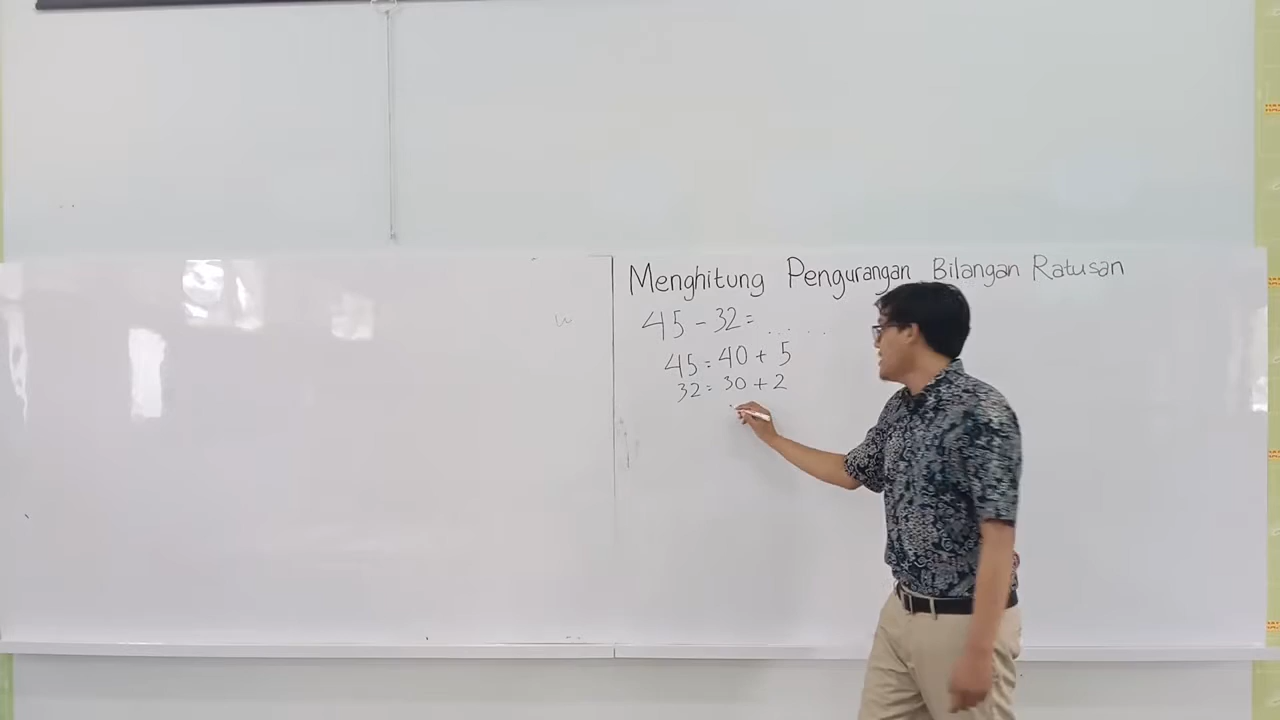 Menghitung Pengurangan Bilangan Ratusan
45 - 32 = .....
45 = 40 + 5
32 = 30 + 2